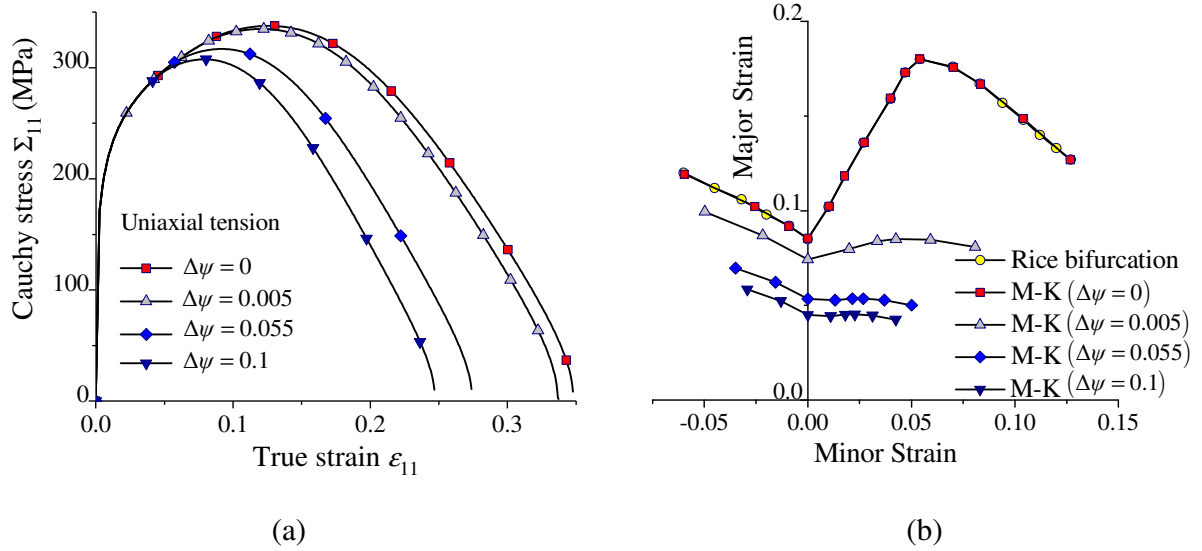 300
200
100
0
0.0 0.1 0.2 0.3
Cauchy stress Σ₁₁ (MPa)
True strain ε₁₁
Uniaxial tension
Δψ = 0
Δψ = 0.005
Δψ = 0.055
Δψ = 0.1
(a)
0.2
0.1
0.0
-0.05 0.00 0.05 0.10 0.15
Major Strain
Minor Strain
Rice bifurcation
M-K (Δψ = 0)
M-K (Δψ = 0.005)
M-K (Δψ = 0.055)
M-K (Δψ = 0.1)
(b)